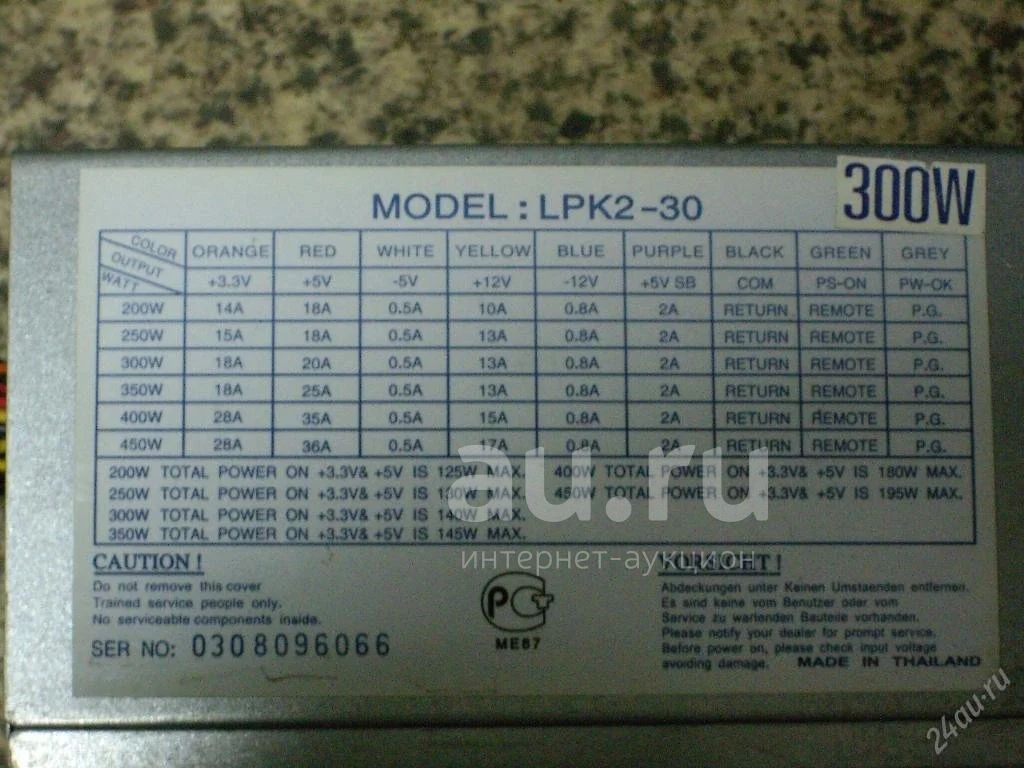 300W
MODEL : LPK2-30
COLOR OUTPUT WATT ORANGE RED WHITE YELLOW BLUE PURPLE BLACK GREEN GREY
+3.3V +5V -5V +12V -12V +5V SB COM PS-ON PW-OK
200W 14A 18A 0.5A 10A 0.8A 2A RETURN REMOTE P.G.
250W 15A 18A 0.5A 13A 0.8A 2A RETURN REMOTE P.G.
300W 18A 20A 0.5A 13A 0.8A 2A RETURN REMOTE P.G.
350W 18A 25A 0.5A 13A 0.8A 2A RETURN REMOTE P.G.
400W 28A 35A 0.5A 15A 0.8A 2A RETURN REMOTE P.G.
450W 28A 36A 0.5A 17A 0.8A 2A RETURN REMOTE P.G.
200W TOTAL POWER ON +3.3V& +5V IS 125W MAX. 400W TOTAL POWER ON +3.3V& +5V IS 180W MAX.
250W TOTAL POWER ON +3.3V& +5V IS 130W MAX. 450W TOTAL POWER ON +3.3V& +5V IS 195W MAX.
300W TOTAL POWER ON +3.3V& +5V IS 140W MAX.
350W TOTAL POWER ON +3.3V& +5V IS 145W MAX.
au.ru
интернет-аукцион
CAUTION !
Do not remove this cover
Trained service people only.
No serviceable components inside.
SER NO: 0308096066
РСТ
ME67
VORSICHT !
Abdeckungen unter Keinen Umstaenden entfernen.
Es sind keine vom Benutzer oder vom
Service zu wartenden Bauteile vorhanden.
Please notify your dealer for prompt service.
Before power on, please check input voltage
avoiding damage. MADE IN THAILAND
24au.ru